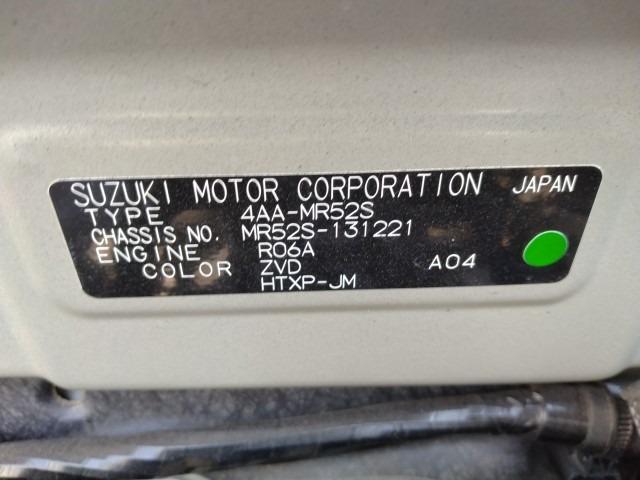 SUZUKI MOTOR CORPORATION JAPAN
TYPE 4AA-MR52S
CHASSIS NO. MR52S-131221
ENGINE R06A
COLOR ZVD A04
HTXP-JM